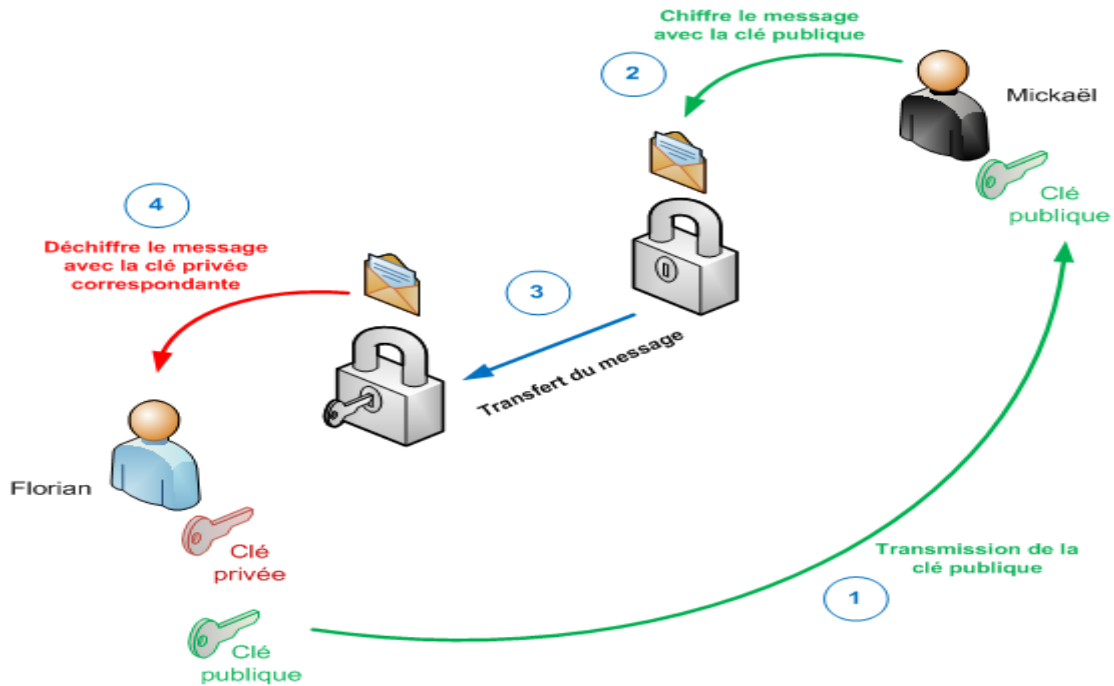 Chiffre le message
avec la clé publique
2
Mickaël
Clé
publique
4
Déchiffre le message
avec la clé privée
correspondante
3
Transfert du message
Florian
Clé
privée
Transmission de la
clé publique
1
Clé
publique